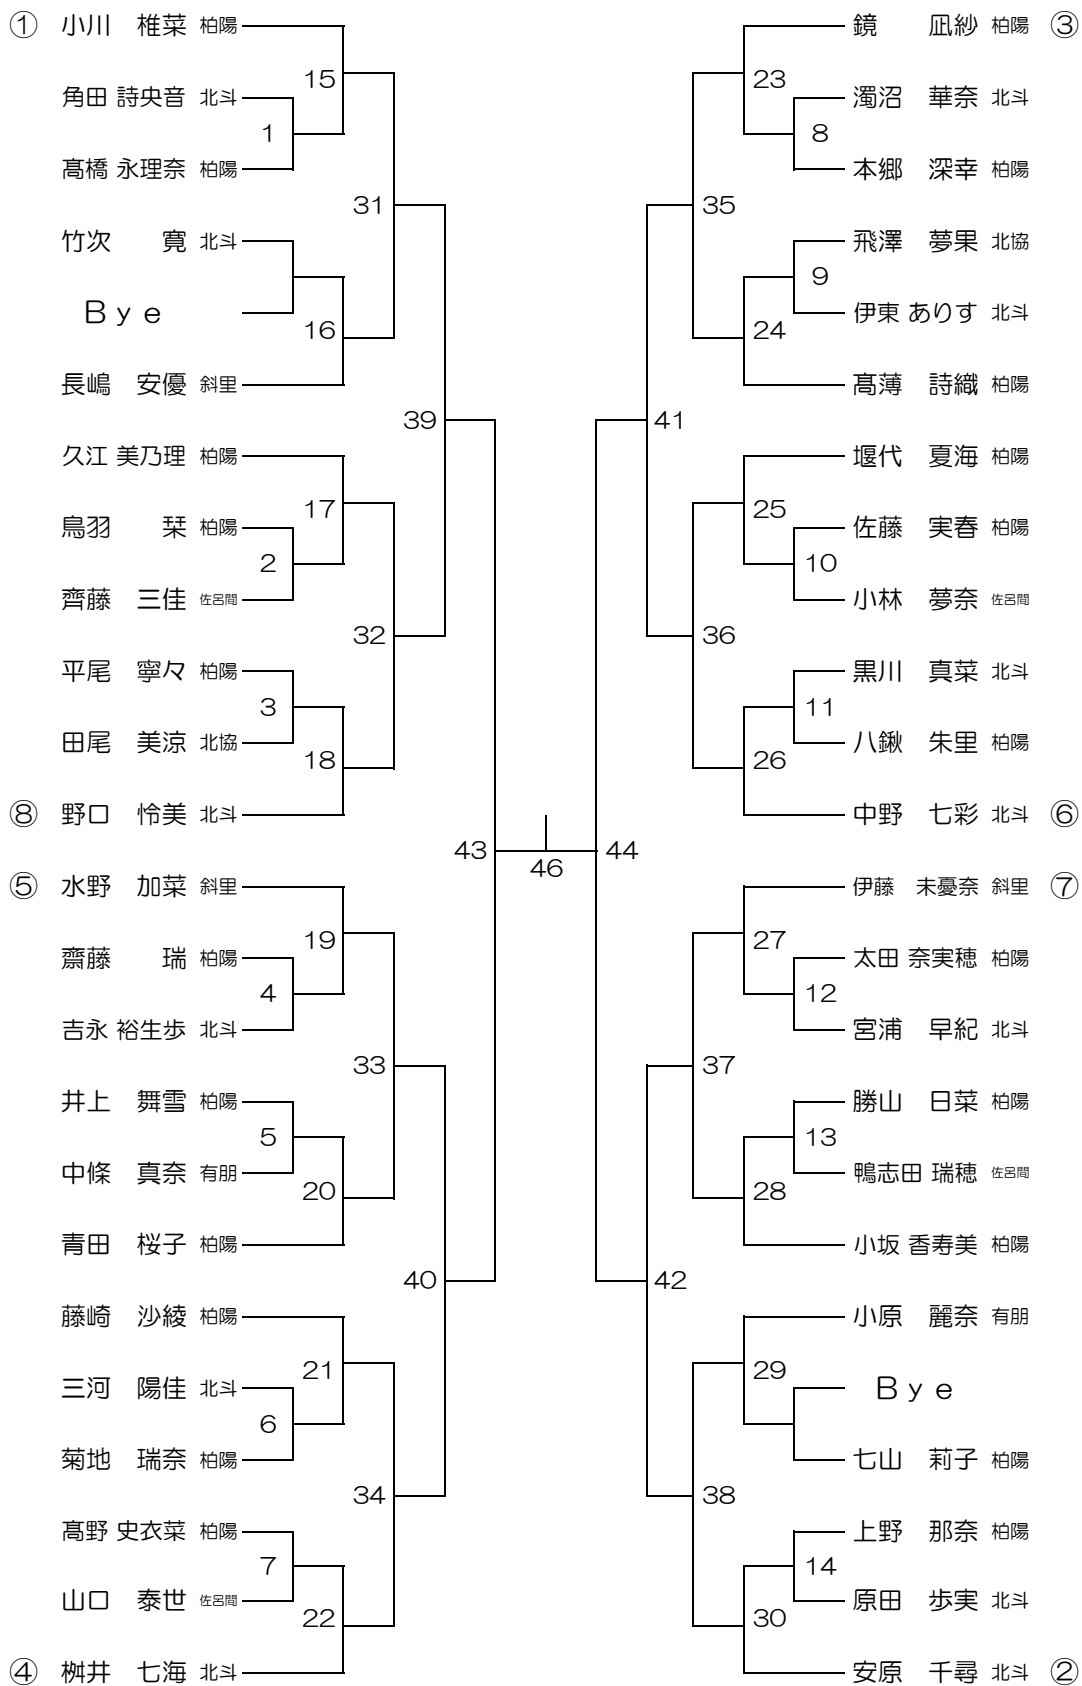 ① 小川　椎菜 柏陽
角田 詩央音 北斗
髙橋 永理奈 柏陽
竹次　　寛 北斗
Ｂｙｅ
長嶋　安優 斜里
久江 美乃理 柏陽
鳥羽　　栞 柏陽
齊藤　三佳 佐呂間
平尾　寧々 柏陽
田尾　美涼 北協
⑧ 野口　怜美 北斗
⑤ 水野　加菜 斜里
齋藤　　瑞 柏陽
吉永 裕生歩 北斗
井上　舞雪 柏陽
中條　真奈 有朋
青田　桜子 柏陽
藤崎　沙綾 柏陽
三河　陽佳 北斗
菊地　瑞奈 柏陽
髙野 史衣菜 柏陽
山口　泰世 佐呂間
④ 桝井　七海 北斗
15
1
31
16
39
17
2
32
3
18
43
19
4
33
5
20
40
21
6
34
7
22
46
鏡　　凪紗 柏陽 ③
濁沼　華奈 北斗
本郷　深幸 柏陽
飛澤　夢果 北協
伊東 ありす 北斗
髙薄　詩織 柏陽
堰代　夏海 柏陽
佐藤　実春 柏陽
小林　夢奈 佐呂間
黒川　真菜 北斗
八鍬　朱里 柏陽
中野　七彩 北斗 ⑥
伊藤　未憂奈 斜里 ⑦
太田 奈実穂 柏陽
宮浦　早紀 北斗
勝山　日菜 柏陽
鴨志田 瑞穂 佐呂間
小坂 香寿美 柏陽
小原　麗奈 有朋
Ｂｙｅ
七山　莉子 柏陽
上野　那奈 柏陽
原田　歩実 北斗
安原　千尋 北斗 ②
23
8
35
9
24
41
25
10
36
11
26
44
27
12
37
13
28
42
29
38
14
30